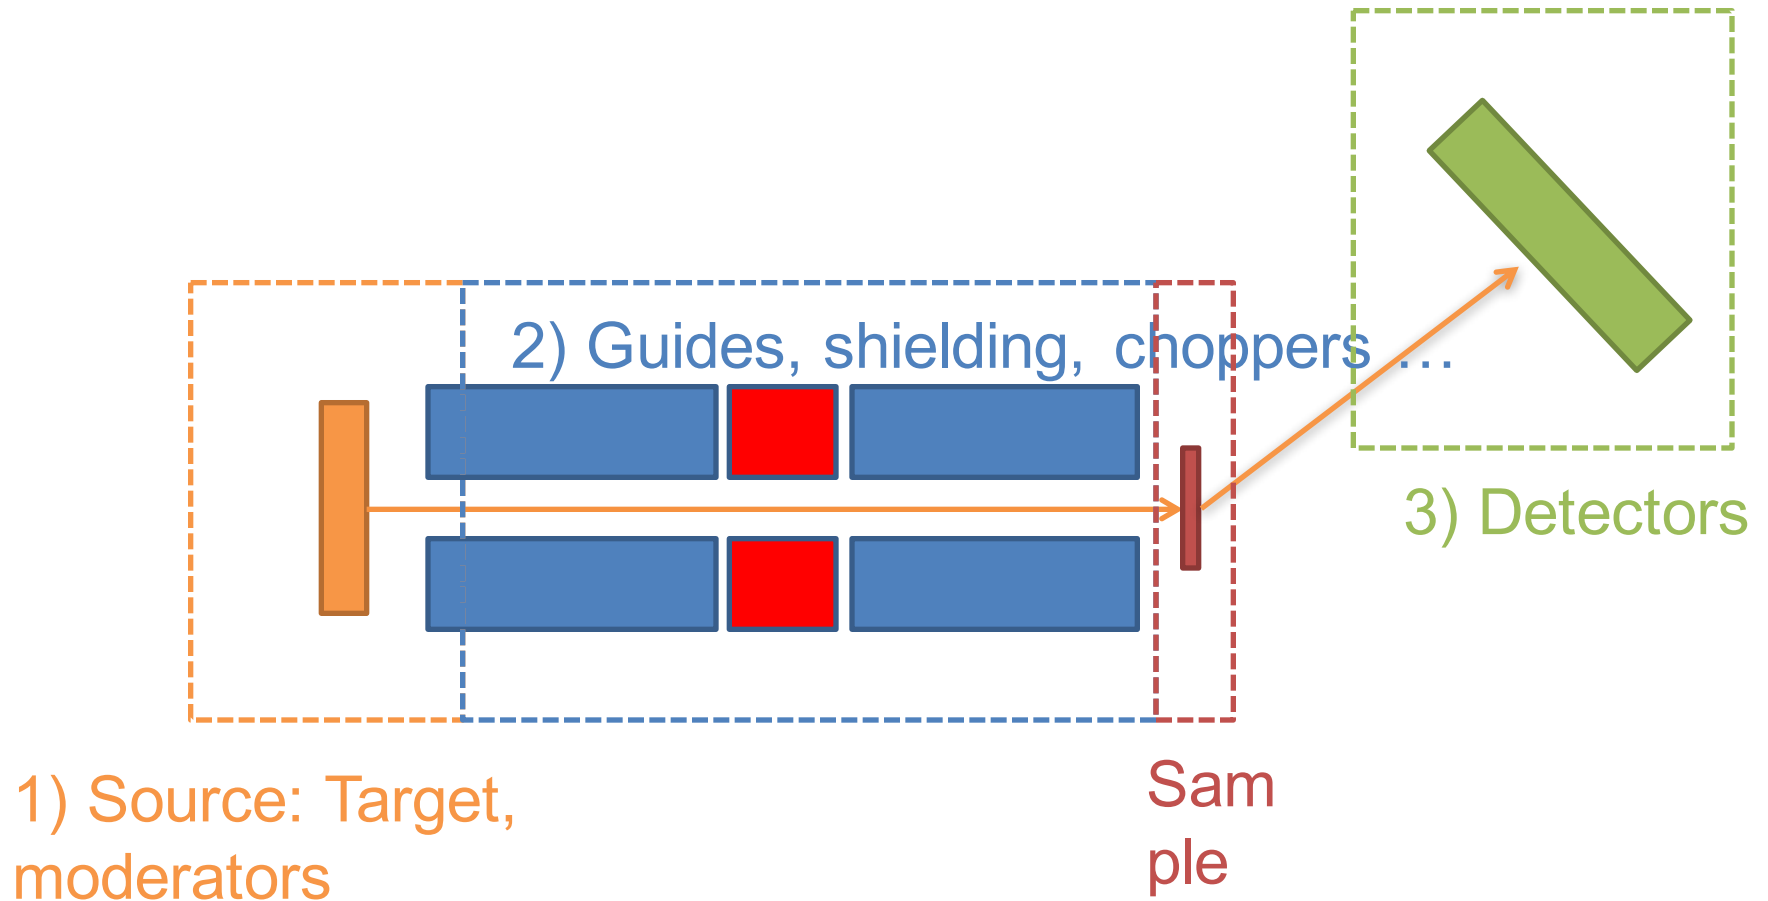 2) Guides, shielding, choppers ...
3) Detectors
1) Source: Target,
moderators
Sam
ple